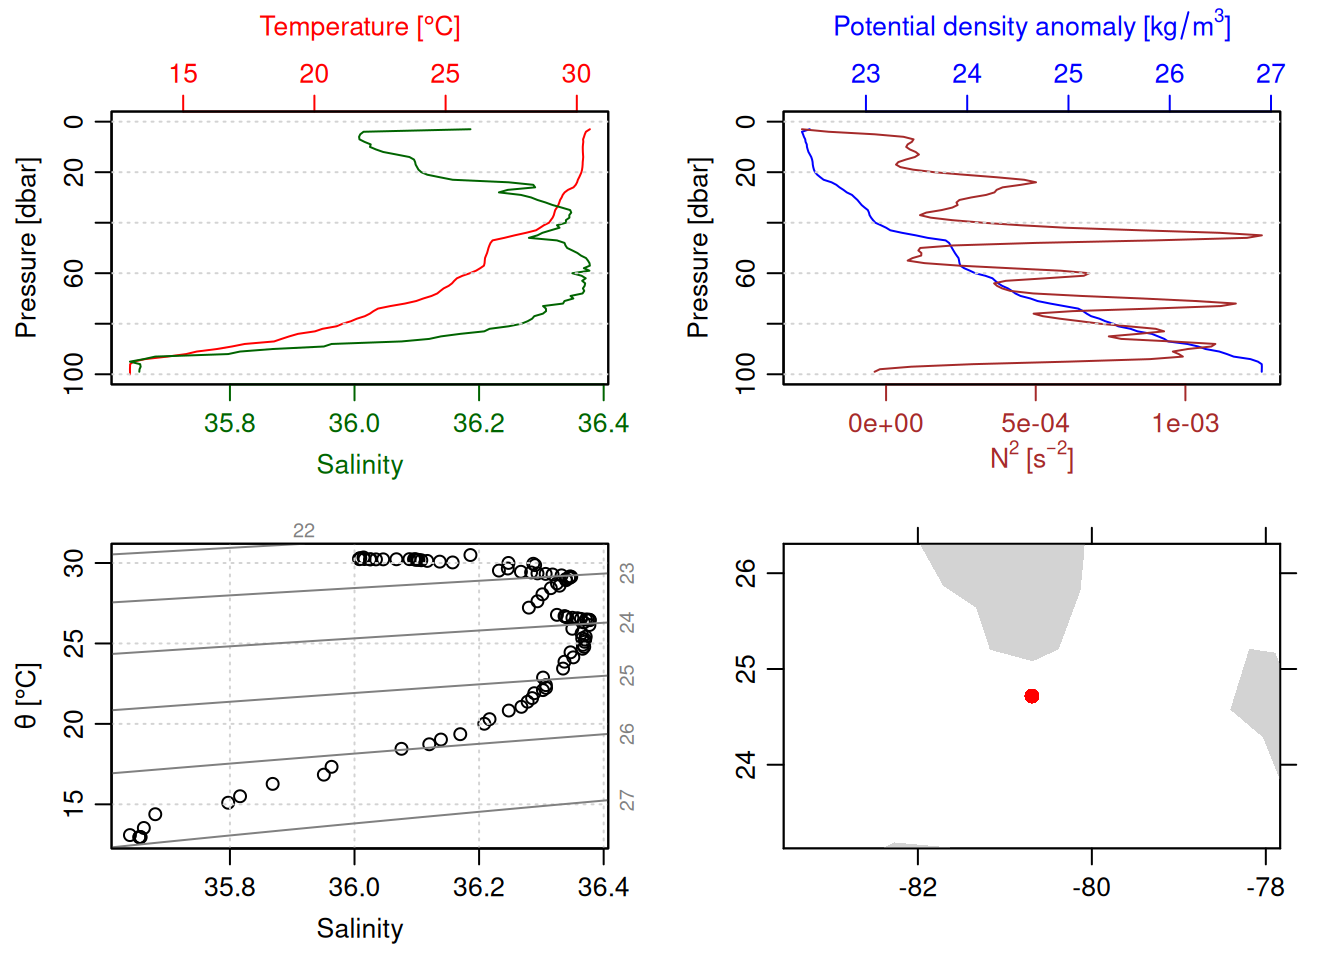 Temperature [°C]
15 20 25 30
Pressure [dbar]
0
20
60
100
35.8 36.0 36.2 36.4
Salinity
Potential density anomaly [kg/m³]
23 24 25 26 27
Pressure [dbar]
0
20
60
100
0e+00 5e-04 1e-03
N² [s⁻²]
22
θ [°C]
30
25
20
15
23
24
25
26
27
35.8 36.0 36.2 36.4
Salinity
26
25
24
-82 -80 -78